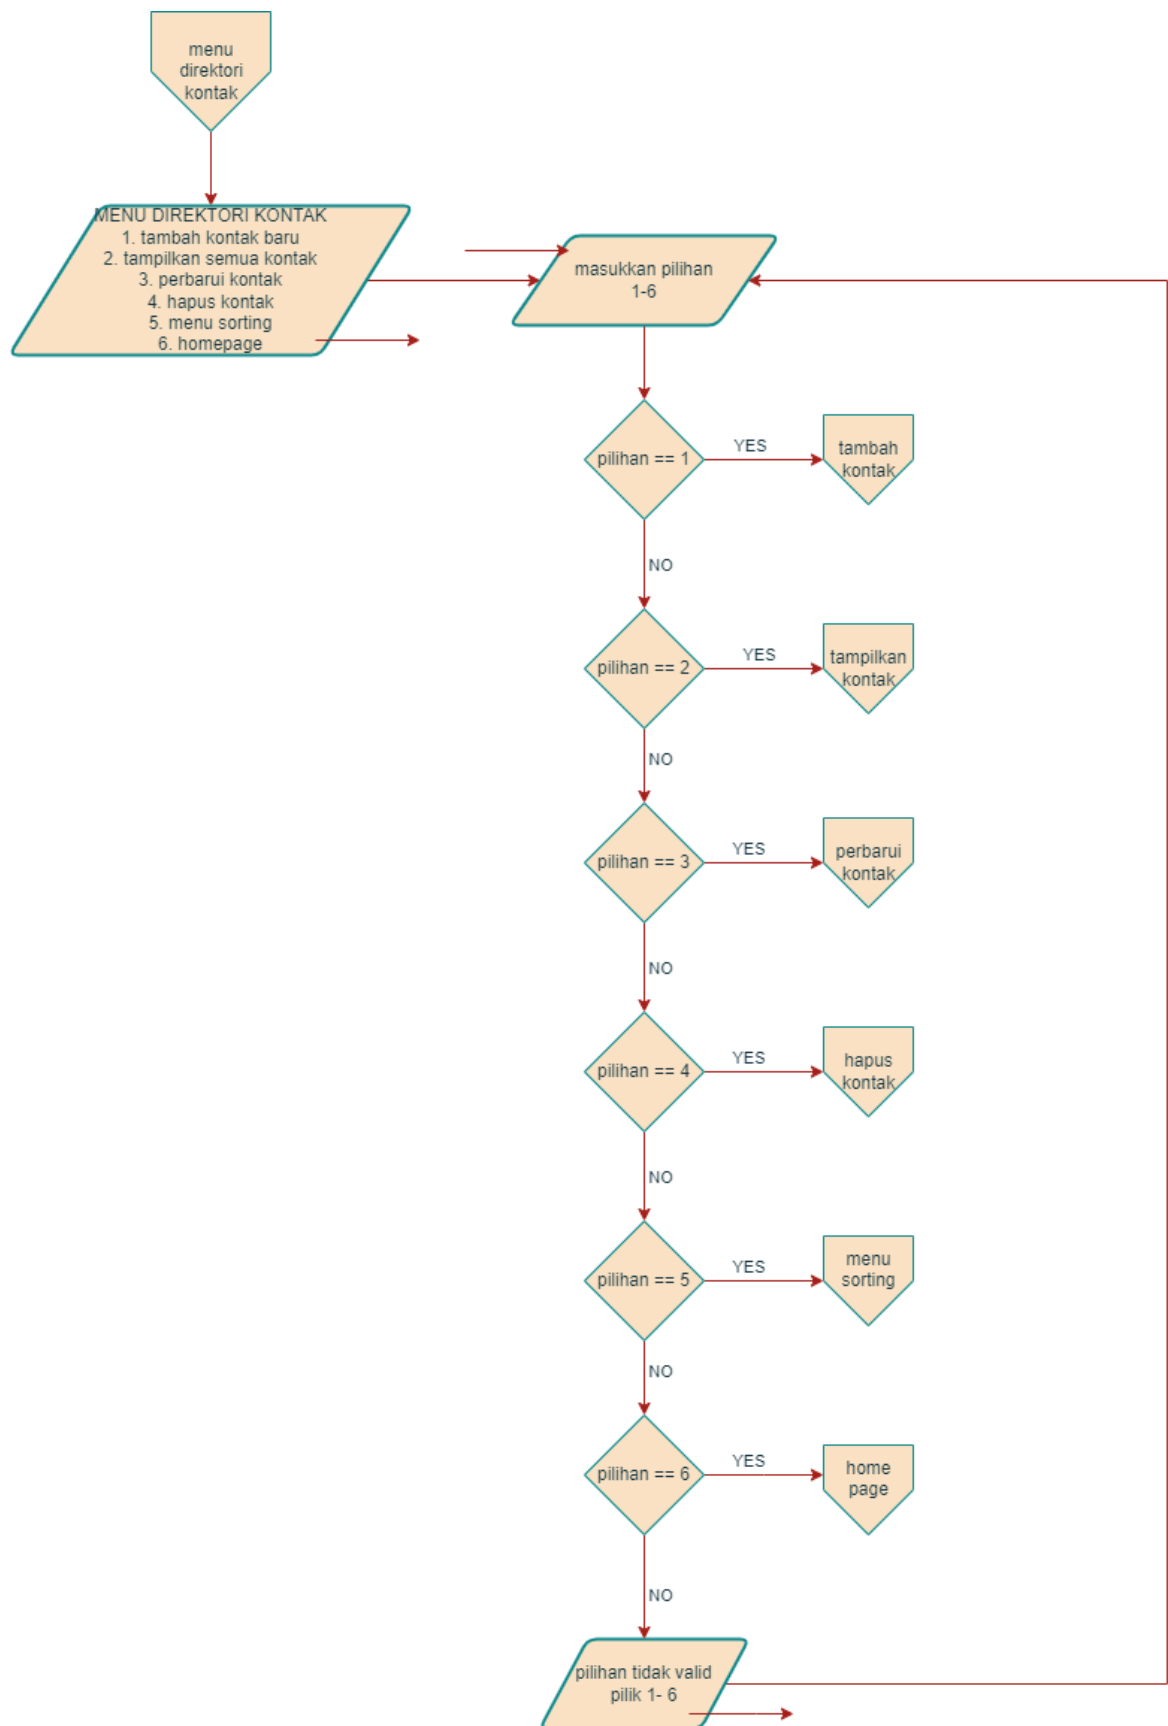 menu
direktori
kontak
MENU DIREKTORI KONTAK
1. tambah kontak baru
2. tampilkan semua kontak
3. perbarui kontak
4. hapus kontak
5. menu sorting
6. homepage
masukkan pilihan
1-6
pilihan == 1
YES
tambah
kontak
NO
pilihan == 2
YES
tampilkan
kontak
NO
pilihan == 3
YES
perbarui
kontak
NO
pilihan == 4
YES
hapus
kontak
NO
pilihan == 5
YES
menu
sorting
NO
pilihan == 6
YES
home
page
NO
pilihan tidak valid
pilik 1- 6